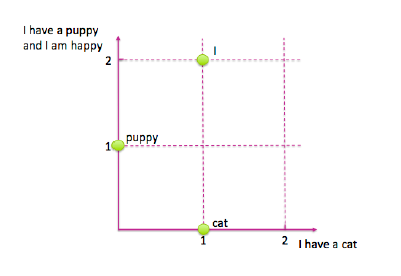 I have a puppy
and I am happy
2
I
1
puppy
cat
1
2
I have a cat